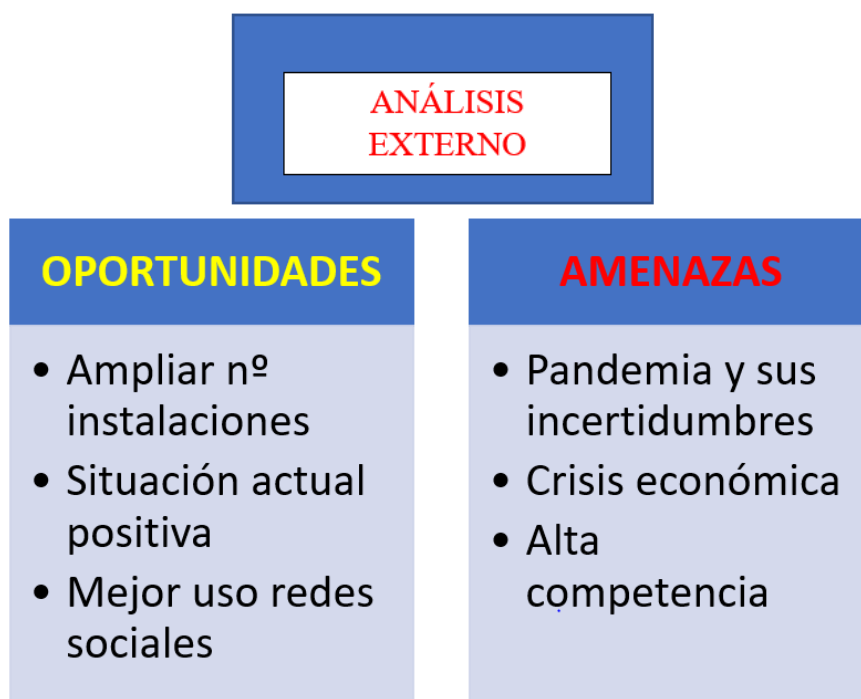 ANÁLISIS
EXTERNO
OPORTUNIDADES
• Ampliar nº
instalaciones
• Situación actual
positiva
• Mejor uso redes
sociales
AMENAZAS
• Pandemia y sus
incertidumbres
• Crisis económica
• Alta
competencia